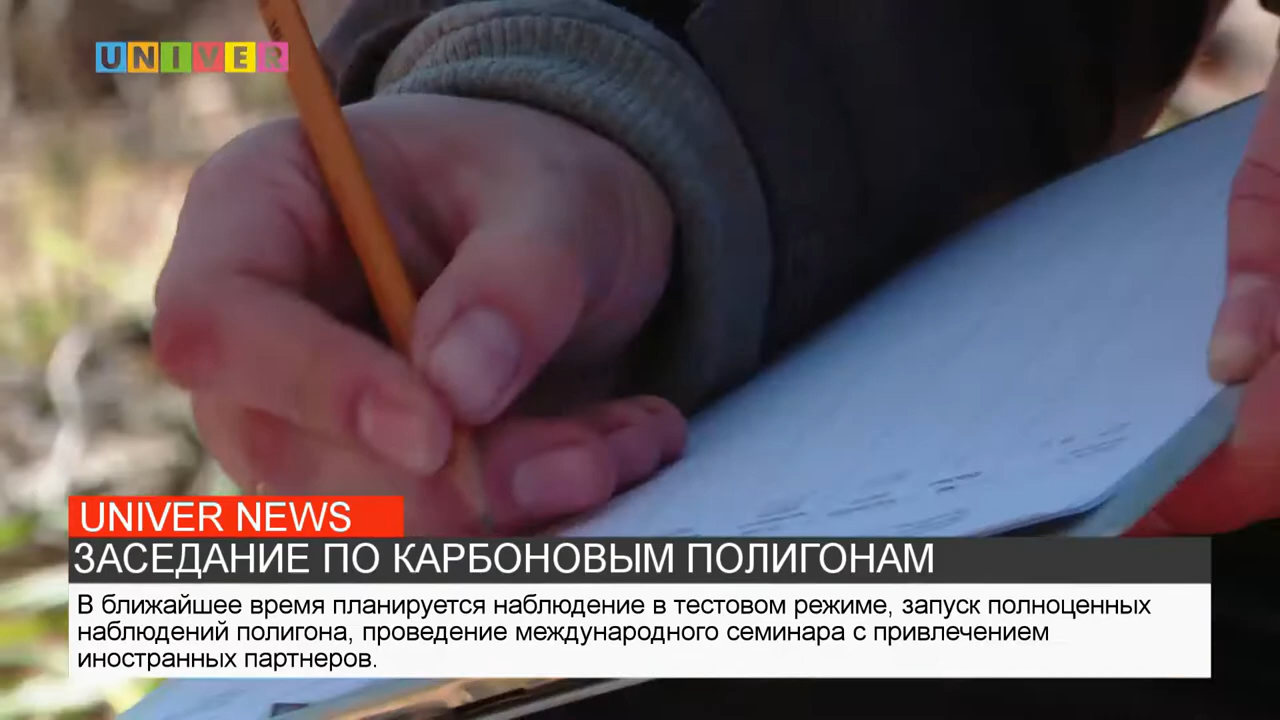 UNIVER
UNIVER NEWS
ЗАСЕДАНИЕ ПО КАРБОНОВЫМ ПОЛИГОНАМ
В ближайшее время планируется наблюдение в тестовом режиме, запуск полноценных
наблюдений полигона, проведение международного семинара с привлечением
иностранных партнеров.